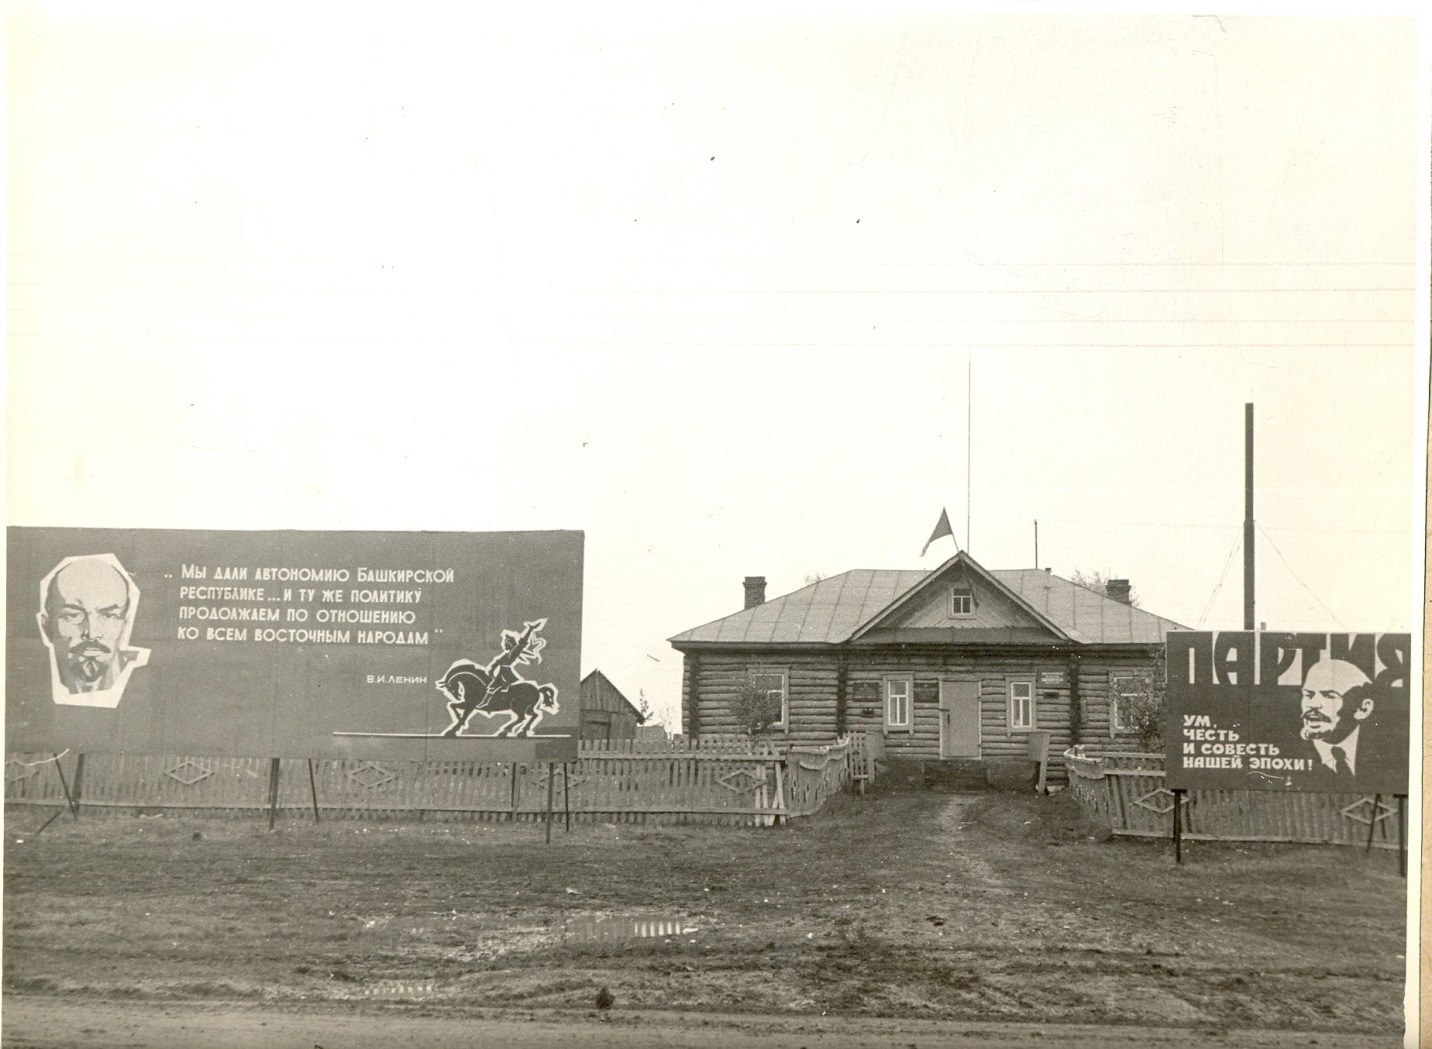 „Мы дали автономию Башкирской
республике...и ту же политику
продолжаем по отношению
ко всем восточным народам"
В.И.Ленин
ПАРТИЯ
УМ,
ЧЕСТЬ
И СОВЕСТЬ
НАШЕЙ ЭПОХИ!